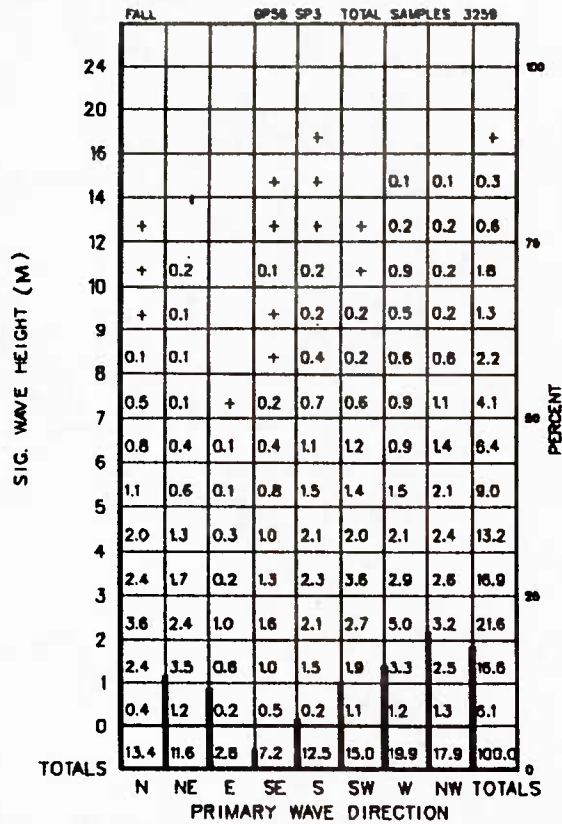 FALL GP56 SP3 TOTAL SAMPLES 3259
24 100
20
+ +
16
+ + 0.1 0.1 0.3
14
+ + + + 0.2 0.2 0.6
12 75
+ 0.2 0.1 0.2 + 0.9 0.2 1.8
10
+ 0.1 + 0.2 0.2 0.5 0.2 1.3
9
0.1 0.1 + 0.4 0.2 0.6 0.6 2.2
8
0.5 0.1 + 0.2 0.7 0.6 0.9 1.1 4.1
7 50
0.8 0.4 0.1 0.4 1.1 1.2 0.9 1.4 6.4
6
1.1 0.6 0.1 0.8 1.5 1.4 1.5 2.1 9.0
5
2.0 1.3 0.3 1.0 2.1 2.0 2.1 2.4 13.2
4
2.4 1.7 0.2 1.3 2.3 3.6 2.9 2.6 16.9
3 25
3.6 2.4 1.0 1.6 2.1 2.7 5.0 3.2 21.6
2
2.4 3.5 0.6 1.0 1.5 1.9 3.3 2.5 16.6
1
0.4 1.2 0.2 0.5 0.2 1.1 1.2 1.3 6.1
0
13.4 11.6 2.6 7.2 12.5 15.0 19.9 17.9 100.0
TOTALS 0
N NE E SE S SW W NW TOTALS
PRIMARY WAVE DIRECTION
SIG. WAVE HEIGHT (M)
PERCENT